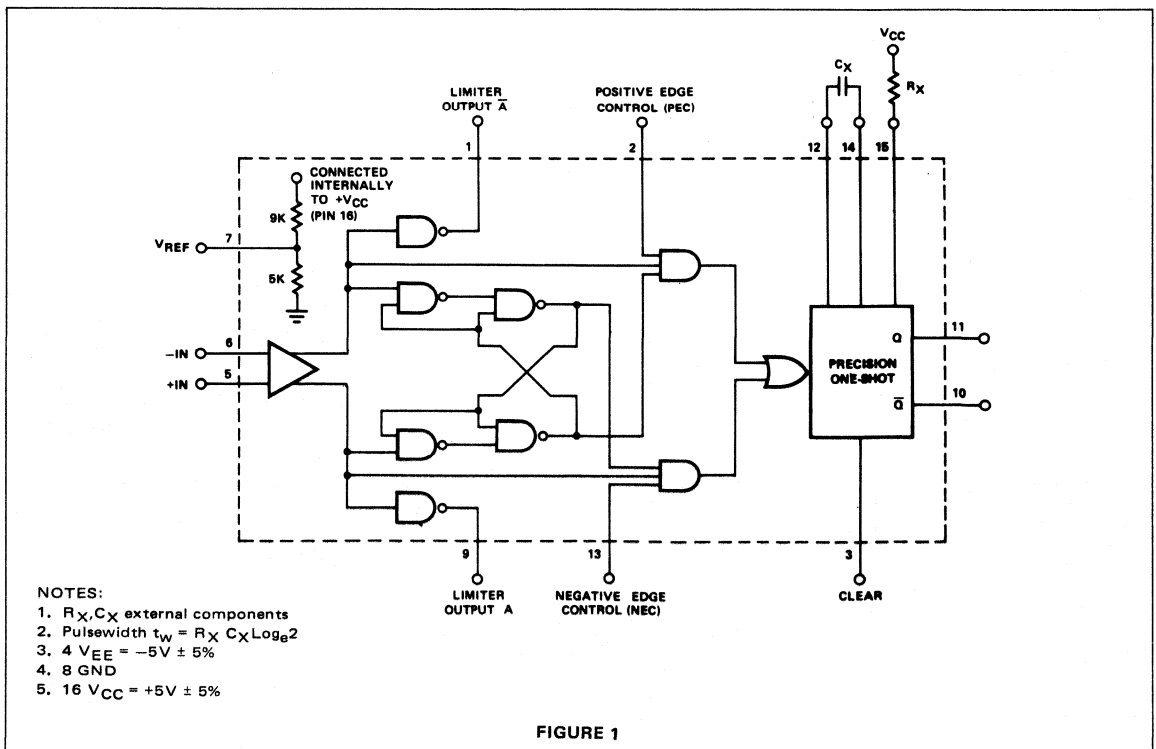 VCC
CX
RX
LIMITER
OUTPUT A̅
POSITIVE EDGE
CONTROL (PEC)
1
2
12
14
15
CONNECTED
INTERNALLY
TO +VCC
(PIN 16)
9K
VREF
7
5K
-IN
6
+IN
5
PRECISION
ONE-SHOT
Q
11
Q̅
10
9
13
3
LIMITER
OUTPUT A
NEGATIVE EDGE
CONTROL (NEC)
CLEAR
NOTES:
1. RX,CX external components
2. Pulsewidth tw = RX CXLoge2
3. 4 VEE = −5V ± 5%
4. 8 GND
5. 16 VCC = +5V ± 5%
FIGURE 1